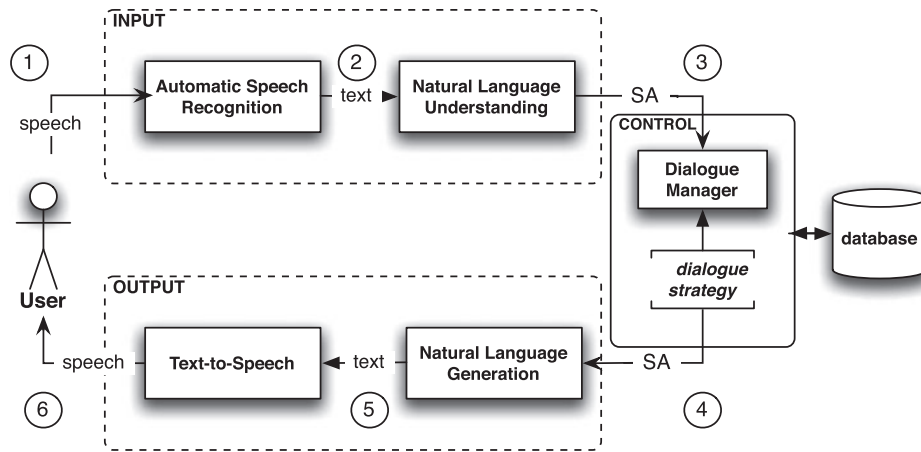 INPUT
1
2
3
Automatic Speech
Recognition
text
Natural Language
Understanding
SA
speech
CONTROL
Dialogue
Manager
database
dialogue
strategy
User
OUTPUT
speech
Text-to-Speech
text
Natural Language
Generation
SA
6
5
4